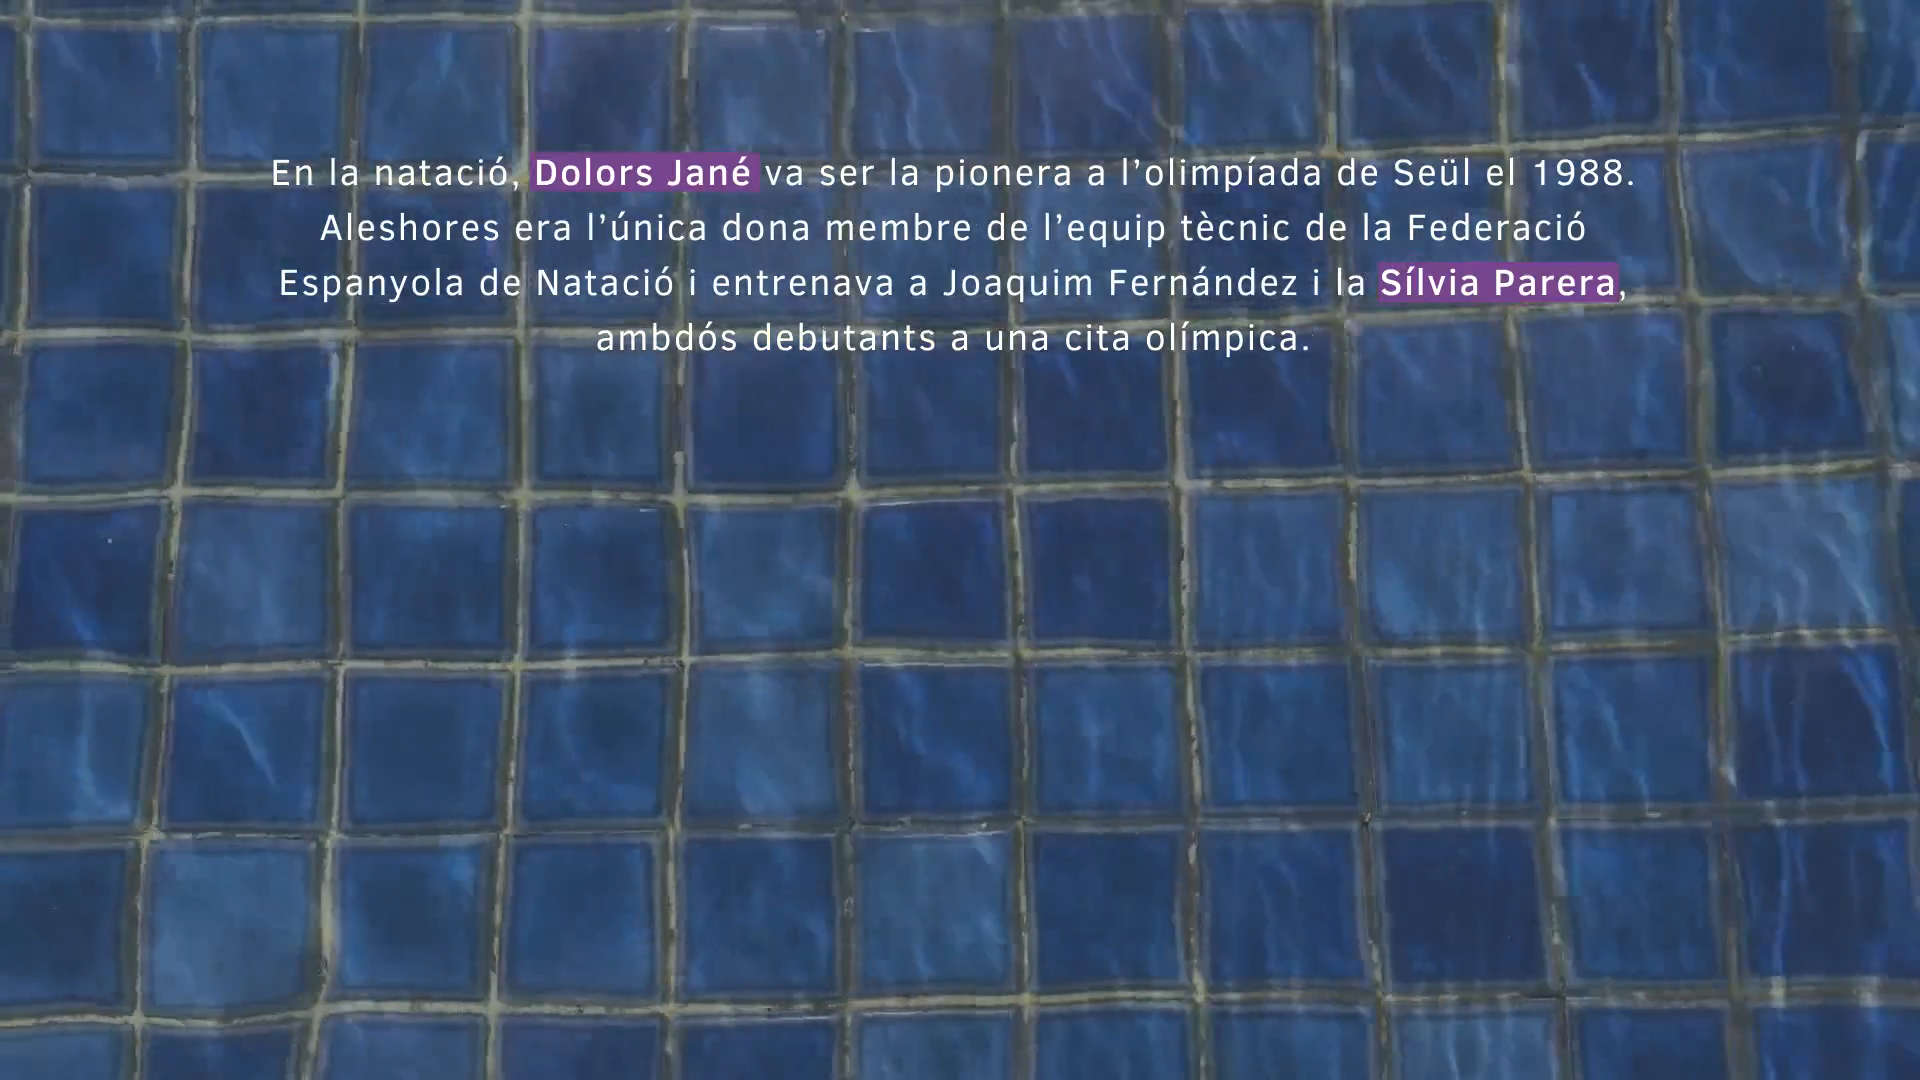 En la natació, Dolors Jané va ser la pionera a l’olimpíada de Seül el 1988.
Aleshores era l’única dona membre de l’equip tècnic de la Federació
Espanyola de Natació i entrenava a Joaquim Fernández i la Sílvia Parera,
ambdós debutants a una cita olímpica.